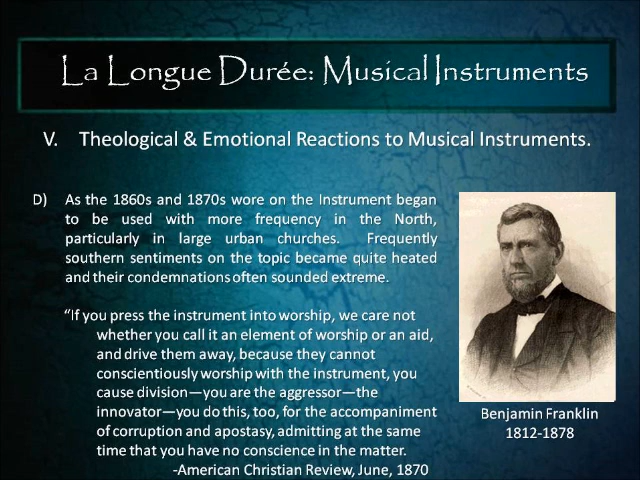 La Longue Durée: Musical Instruments
V. Theological & Emotional Reactions to Musical Instruments.
D) As the 1860s and 1870s wore on the Instrument began
to be used with more frequency in the North,
particularly in large urban churches. Frequently
southern sentiments on the topic became quite heated
and their condemnations often sounded extreme.
“If you press the instrument into worship, we care not
whether you call it an element of worship or an aid,
and drive them away, because they cannot
conscientiously worship with the instrument, you
cause division—you are the aggressor—the
innovator—you do this, too, for the accompaniment
of corruption and apostasy, admitting at the same
time that you have no conscience in the matter.
-American Christian Review, June, 1870
Benjamin Franklin
1812-1878